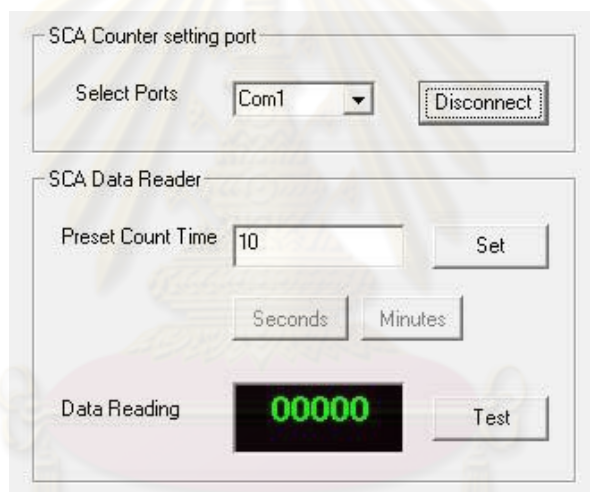 SCA Counter setting port
Select Ports Com1 Disconnect
SCA Data Reader
Preset Count Time 10 Set
Seconds Minutes
Data Reading 00000 Test